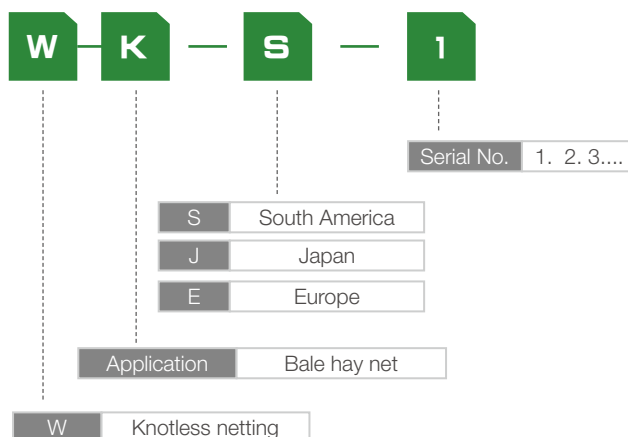 W K S 1
Serial No. 1. 2. 3....
S South America
J Japan
E Europe
Application Bale hay net
W Knotless netting